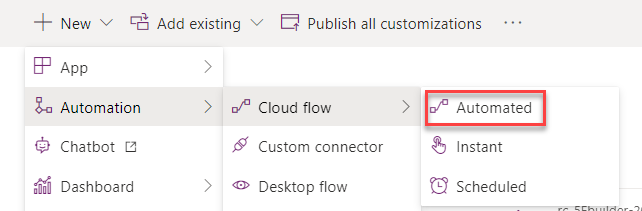 New Add existing Publish all customizations ...
App
Automation Cloud flow Automated
Chatbot Custom connector Instant
Dashboard Desktop flow Scheduled